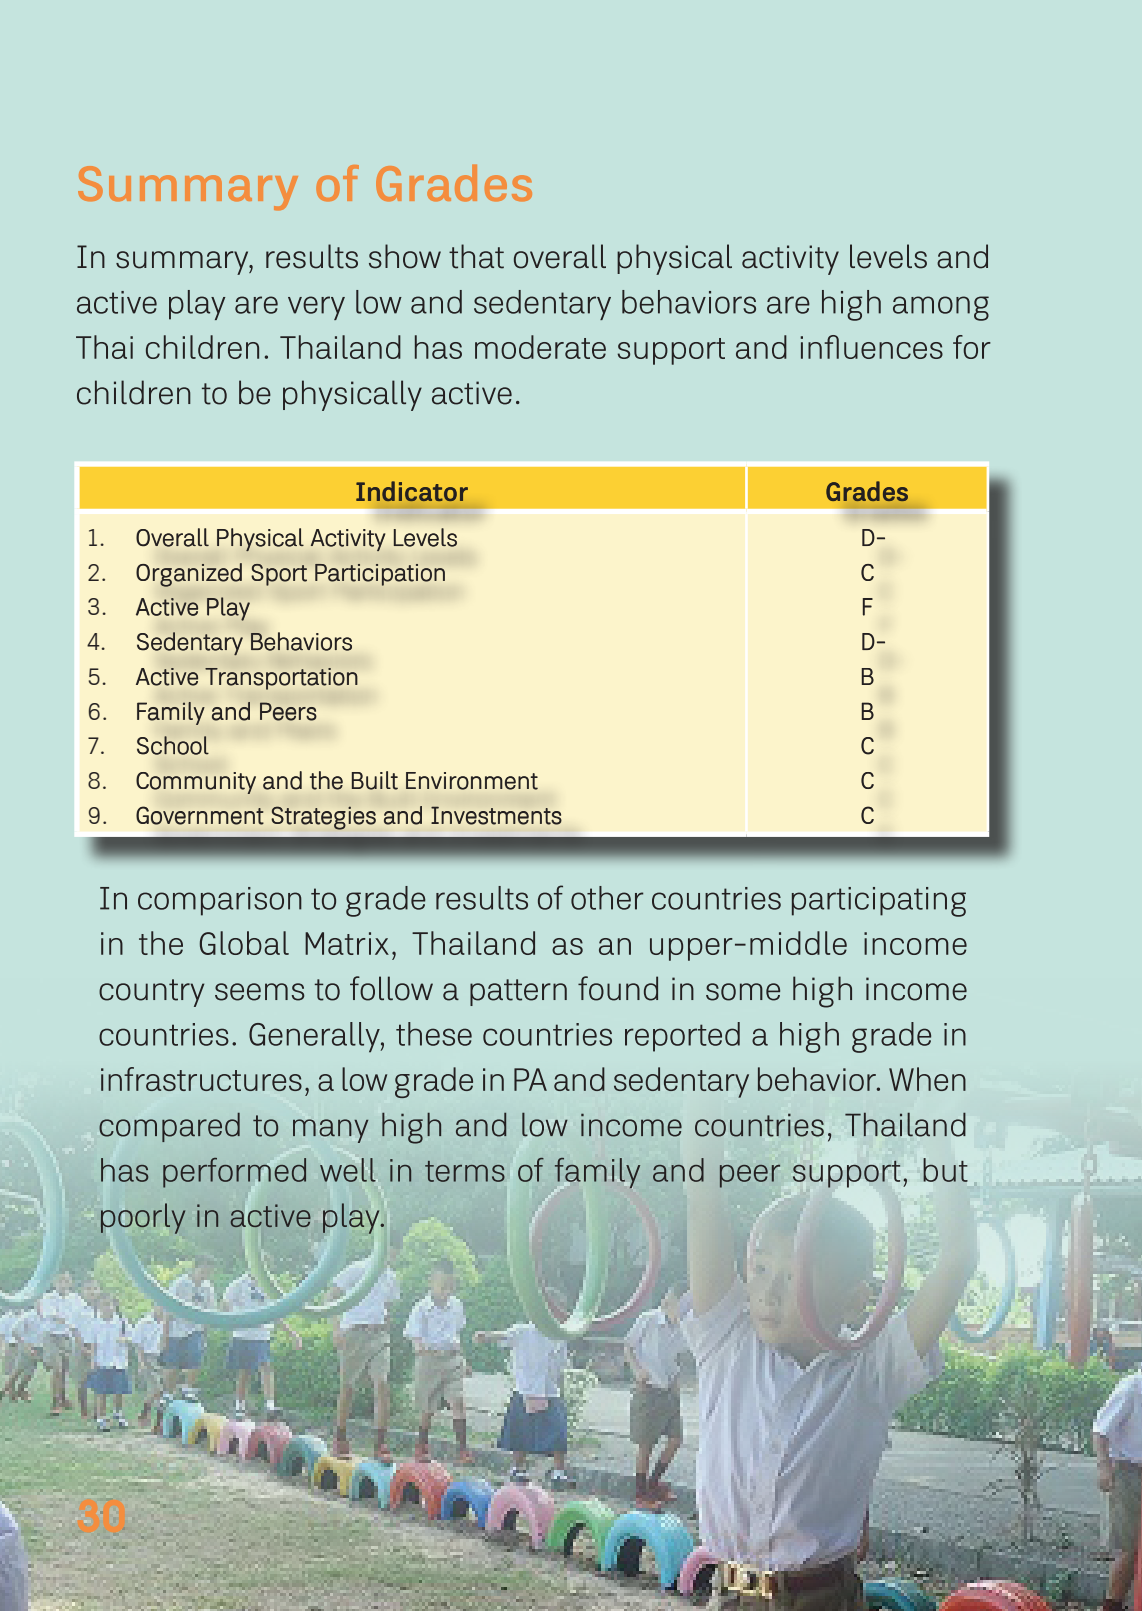 Summary of Grades
In summary, results show that overall physical activity levels and
active play are very low and sedentary behaviors are high among
Thai children. Thailand has moderate support and influences for
children to be physically active.
Indicator Grades
1. Overall Physical Activity Levels D-
2. Organized Sport Participation C
3. Active Play F
4. Sedentary Behaviors D-
5. Active Transportation B
6. Family and Peers B
7. School C
8. Community and the Built Environment C
9. Government Strategies and Investments C
In comparison to grade results of other countries participating
in the Global Matrix, Thailand as an upper-middle income
country seems to follow a pattern found in some high income
countries. Generally, these countries reported a high grade in
infrastructures, a low grade in PA and sedentary behavior. When
compared to many high and low income countries, Thailand
has performed well in terms of family and peer support, but
poorly in active play.
30